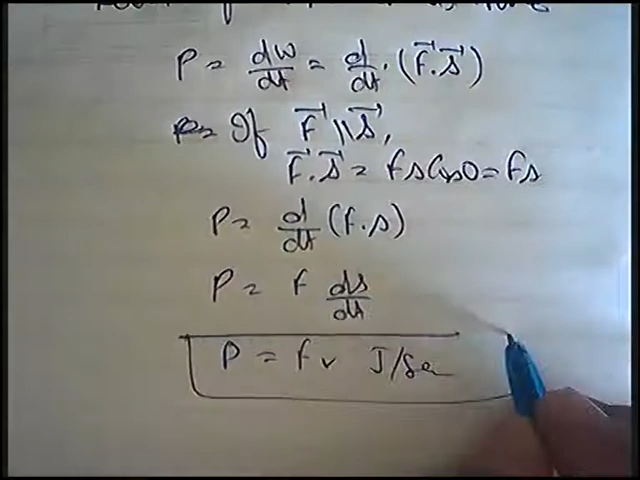 P = dW/dt = d/dt · (F⃗ . s⃗)
If F⃗ || s⃗,
F⃗ . s⃗ = Fs Cos0 = Fs
P = d/dt (F . s)
P = F ds/dt
P = Fv J/Sec